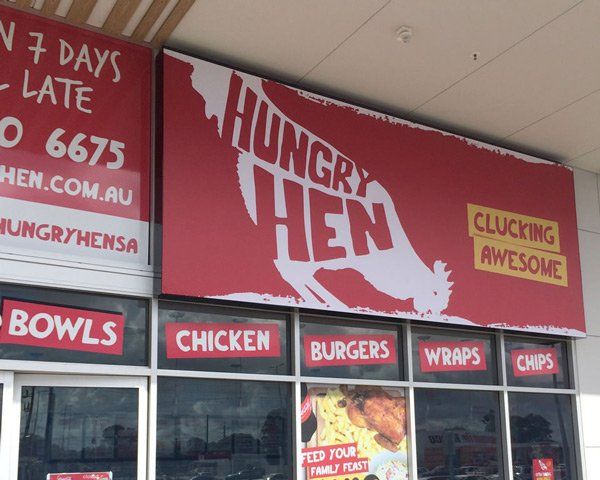 N 7 DAYS
LATE
0 6675
HEN.COM.AU
HUNGRYHENSA
HUNGRY
HEN
CLUCKING
AWESOME
BOWLS
CHICKEN
BURGERS
WRAPS
CHIPS
FEED YOUR
FAMILY FEAST